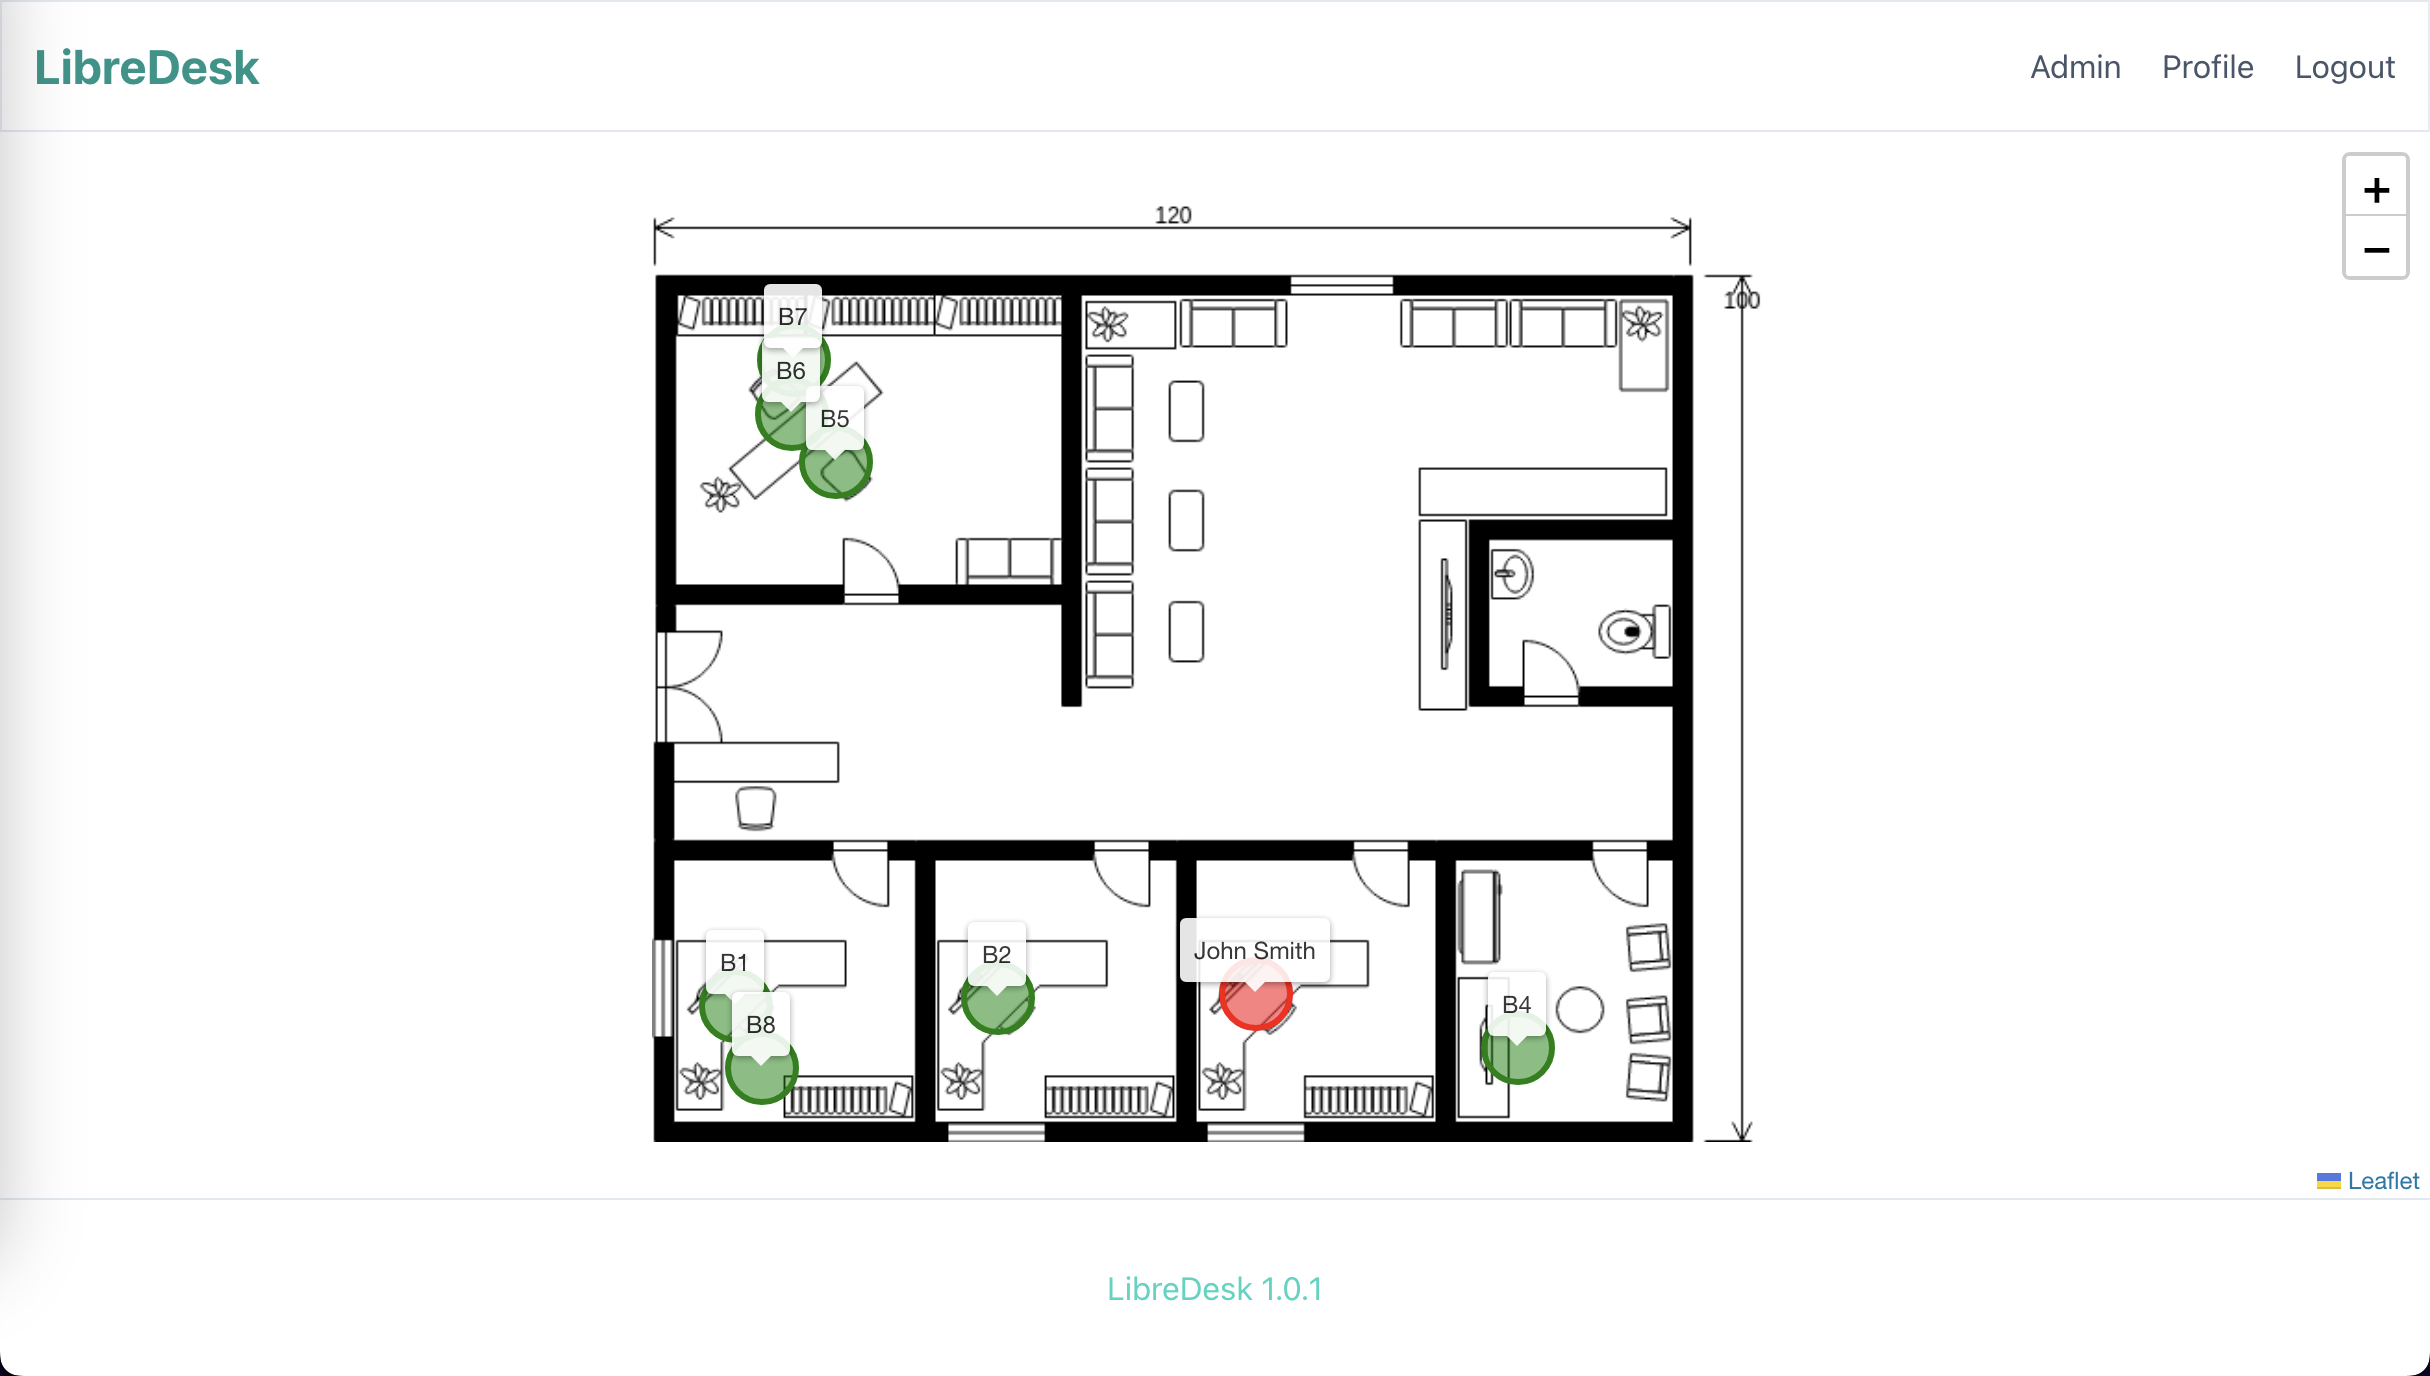 LibreDesk
Admin Profile Logout
+
−
120
100
B7
B6
B5
B1
B8
B2
John Smith
B4
Leaflet
LibreDesk 1.0.1